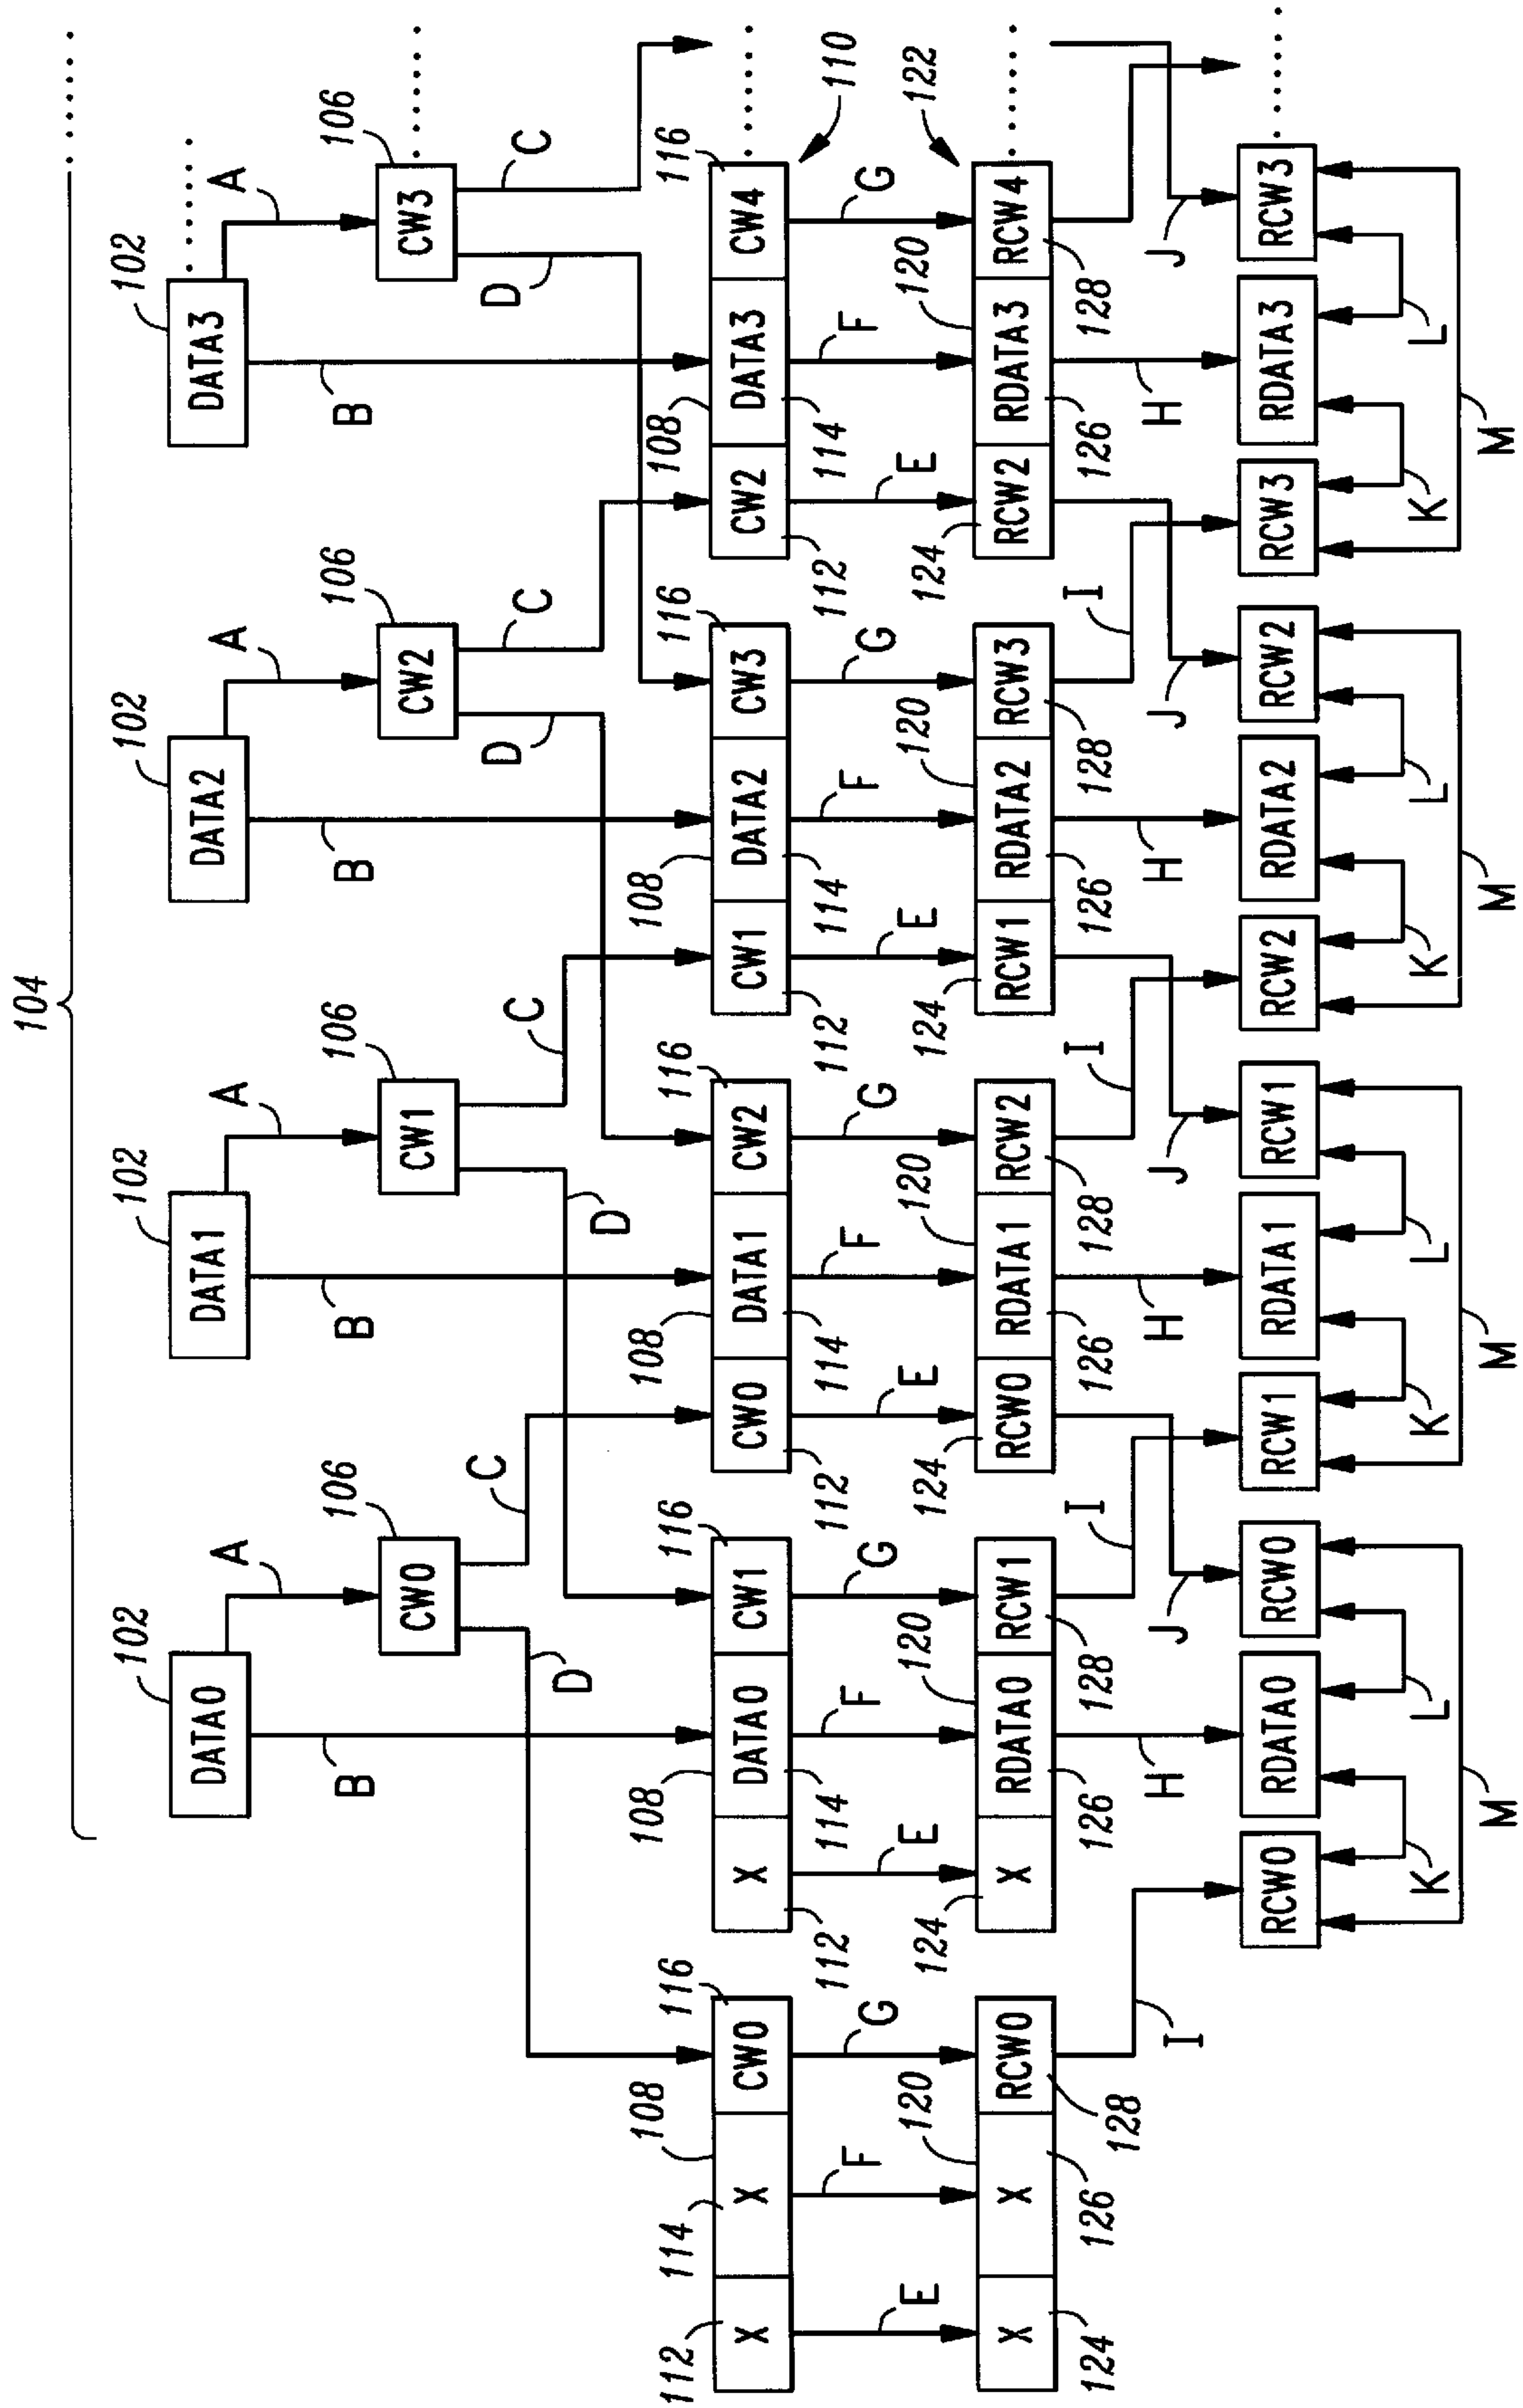 104 ......
102 102 102 102
DATA0 A DATA1 A DATA2 A DATA3 A ......
B 106 B 106 B 106 B 106
CW0 CW1 CW2 CW3 ......
D C D C D C D C
112 114 108 116 108 116 108 116 108 116 108 116
X X CW0 X DATA0 CW1 CW0 DATA1 CW2 CW1 DATA2 CW3 CW2 DATA3 CW4 ......
112 114 112 114 112 114 112 114 110
E F G E F G E F G E F G E F G
120 124 120 124 120 124 120 124 120 122
X X RCW0 X RDATA0 RCW1 RCW0 RDATA1 RCW2 RCW1 RDATA2 RCW3 RCW2 RDATA3 RCW4 ......
124 126 128 126 128 126 128 126 128 126 128
I H J I H J I H J I H J
RCW0 RDATA0 RCW0 RCW1 RDATA1 RCW1 RCW2 RDATA2 RCW2 RCW3 RDATA3 RCW3 ......
K L K L K L K L
M M M M